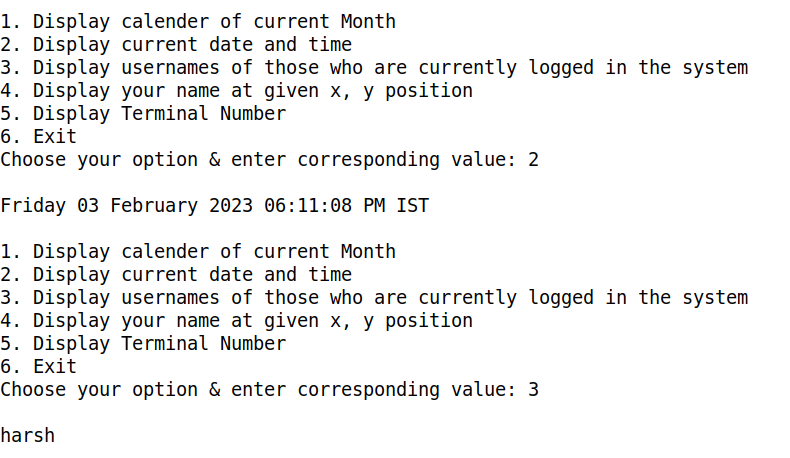 1. Display calender of current Month
2. Display current date and time
3. Display usernames of those who are currently logged in the system
4. Display your name at given x, y position
5. Display Terminal Number
6. Exit
Choose your option & enter corresponding value: 2
Friday 03 February 2023 06:11:08 PM IST
1. Display calender of current Month
2. Display current date and time
3. Display usernames of those who are currently logged in the system
4. Display your name at given x, y position
5. Display Terminal Number
6. Exit
Choose your option & enter corresponding value: 3
harsh